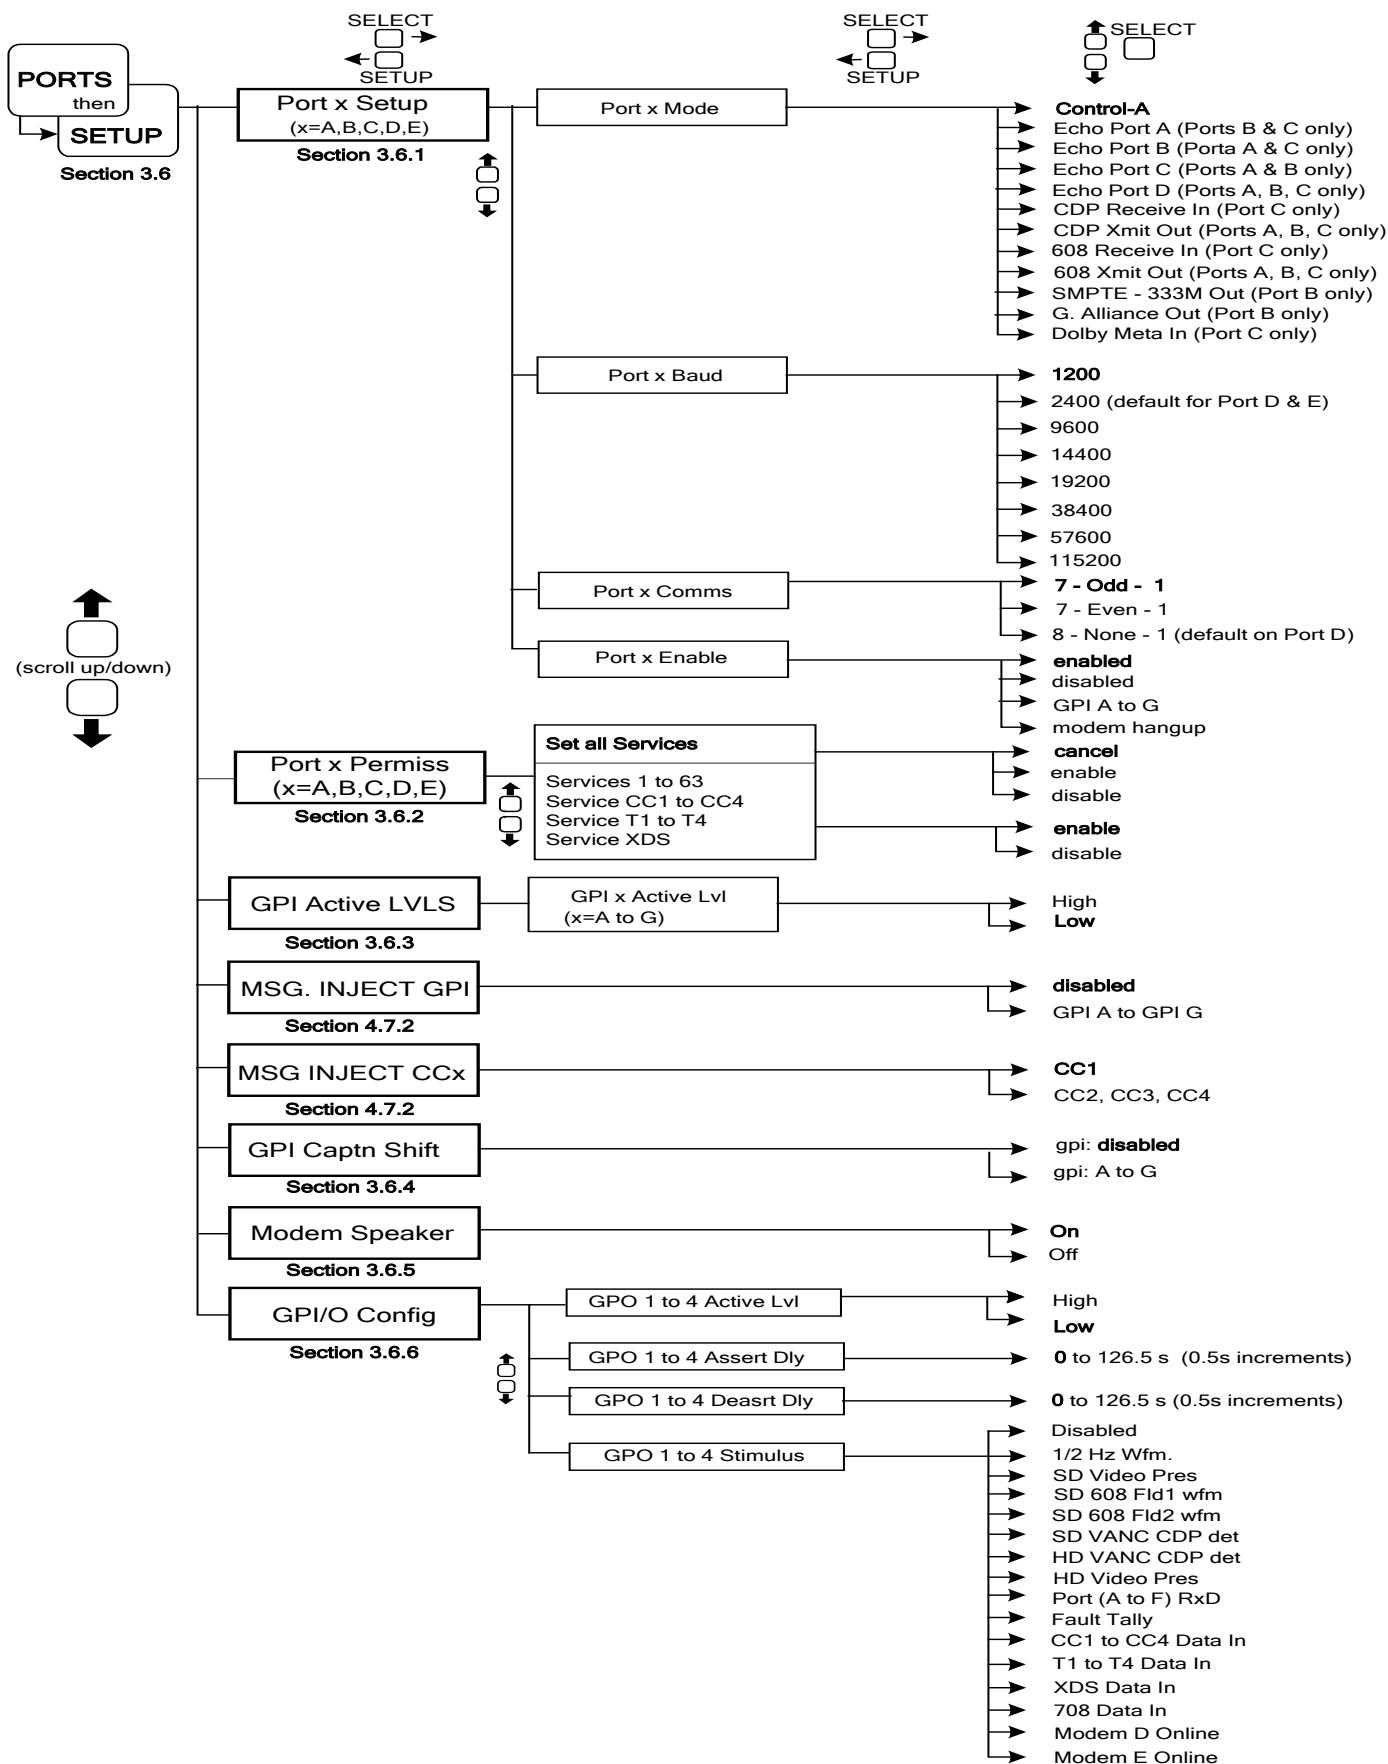 SELECT
SETUP
SELECT
SETUP
SELECT
PORTS
then
SETUP
Section 3.6
(scroll up/down)
Port x Setup
(x=A,B,C,D,E)
Section 3.6.1
Port x Mode
Control-A
Echo Port A (Ports B & C only)
Echo Port B (Porta A & C only)
Echo Port C (Ports A & B only)
Echo Port D (Ports A, B, C only)
CDP Receive In (Port C only)
CDP Xmit Out (Ports A, B, C only)
608 Receive In (Port C only)
608 Xmit Out (Ports A, B, C only)
SMPTE - 333M Out (Port B only)
G. Alliance Out (Port B only)
Dolby Meta In (Port C only)
Port x Baud
1200
2400 (default for Port D & E)
9600
14400
19200
38400
57600
115200
Port x Comms
7 - Odd - 1
7 - Even - 1
8 - None - 1 (default on Port D)
Port x Enable
enabled
disabled
GPI A to G
modem hangup
Port x Permiss
(x=A,B,C,D,E)
Section 3.6.2
Set all Services
Services 1 to 63
Service CC1 to CC4
Service T1 to T4
Service XDS
cancel
enable
disable
enable
disable
GPI Active LVLS
Section 3.6.3
GPI x Active Lvl
(x=A to G)
High
Low
MSG. INJECT GPI
Section 4.7.2
disabled
GPI A to GPI G
MSG INJECT CCx
Section 4.7.2
CC1
CC2, CC3, CC4
GPI Captn Shift
Section 3.6.4
gpi: disabled
gpi: A to G
Modem Speaker
Section 3.6.5
On
Off
GPI/O Config
Section 3.6.6
GPO 1 to 4 Active Lvl
High
Low
GPO 1 to 4 Assert Dly
0 to 126.5 s (0.5s increments)
GPO 1 to 4 Deasrt Dly
0 to 126.5 s (0.5s increments)
GPO 1 to 4 Stimulus
Disabled
1/2 Hz Wfm.
SD Video Pres
SD 608 Fld1 wfm
SD 608 Fld2 wfm
SD VANC CDP det
HD VANC CDP det
HD Video Pres
Port (A to F) RxD
Fault Tally
CC1 to CC4 Data In
T1 to T4 Data In
XDS Data In
708 Data In
Modem D Online
Modem E Online